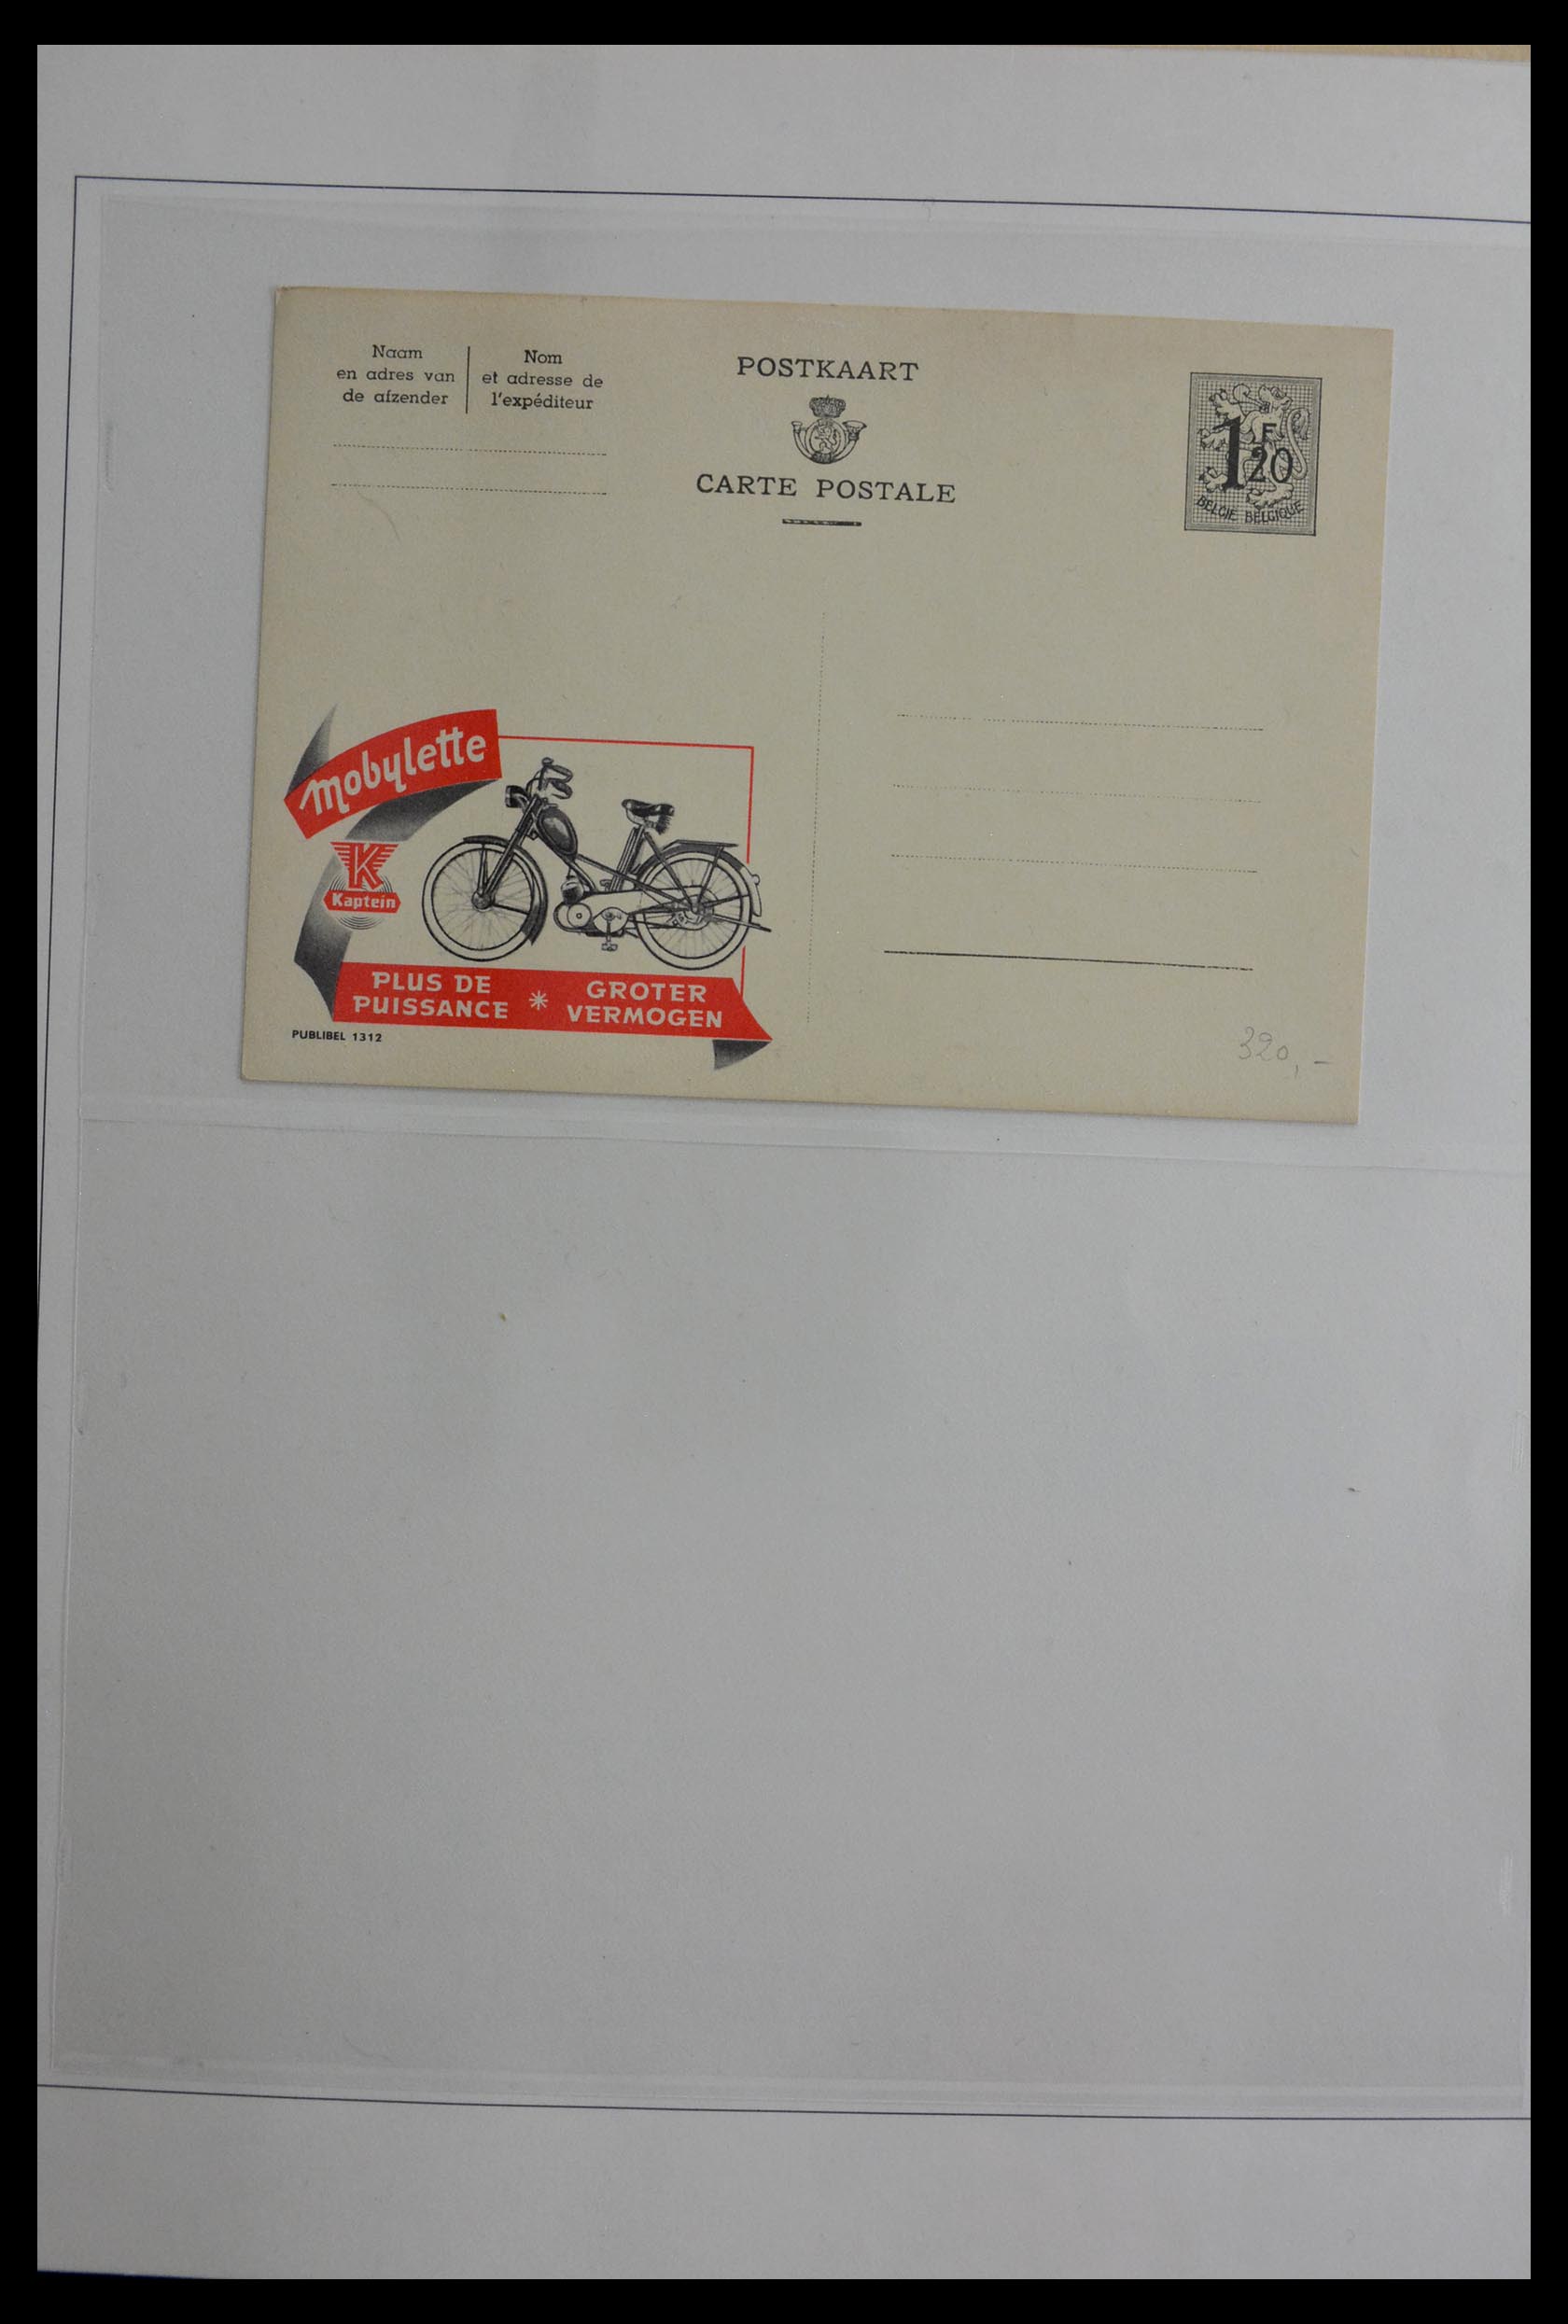 Naam
en adres van
de afzender
Nom
et adresse de
l'expéditeur
POSTKAART
CARTE POSTALE
1F20
BELGIE BELGIQUE
mobylette
K
Kaptein
PLUS DE
PUISSANCE * GROTER
VERMOGEN
PUBLIBEL 1312
320,-